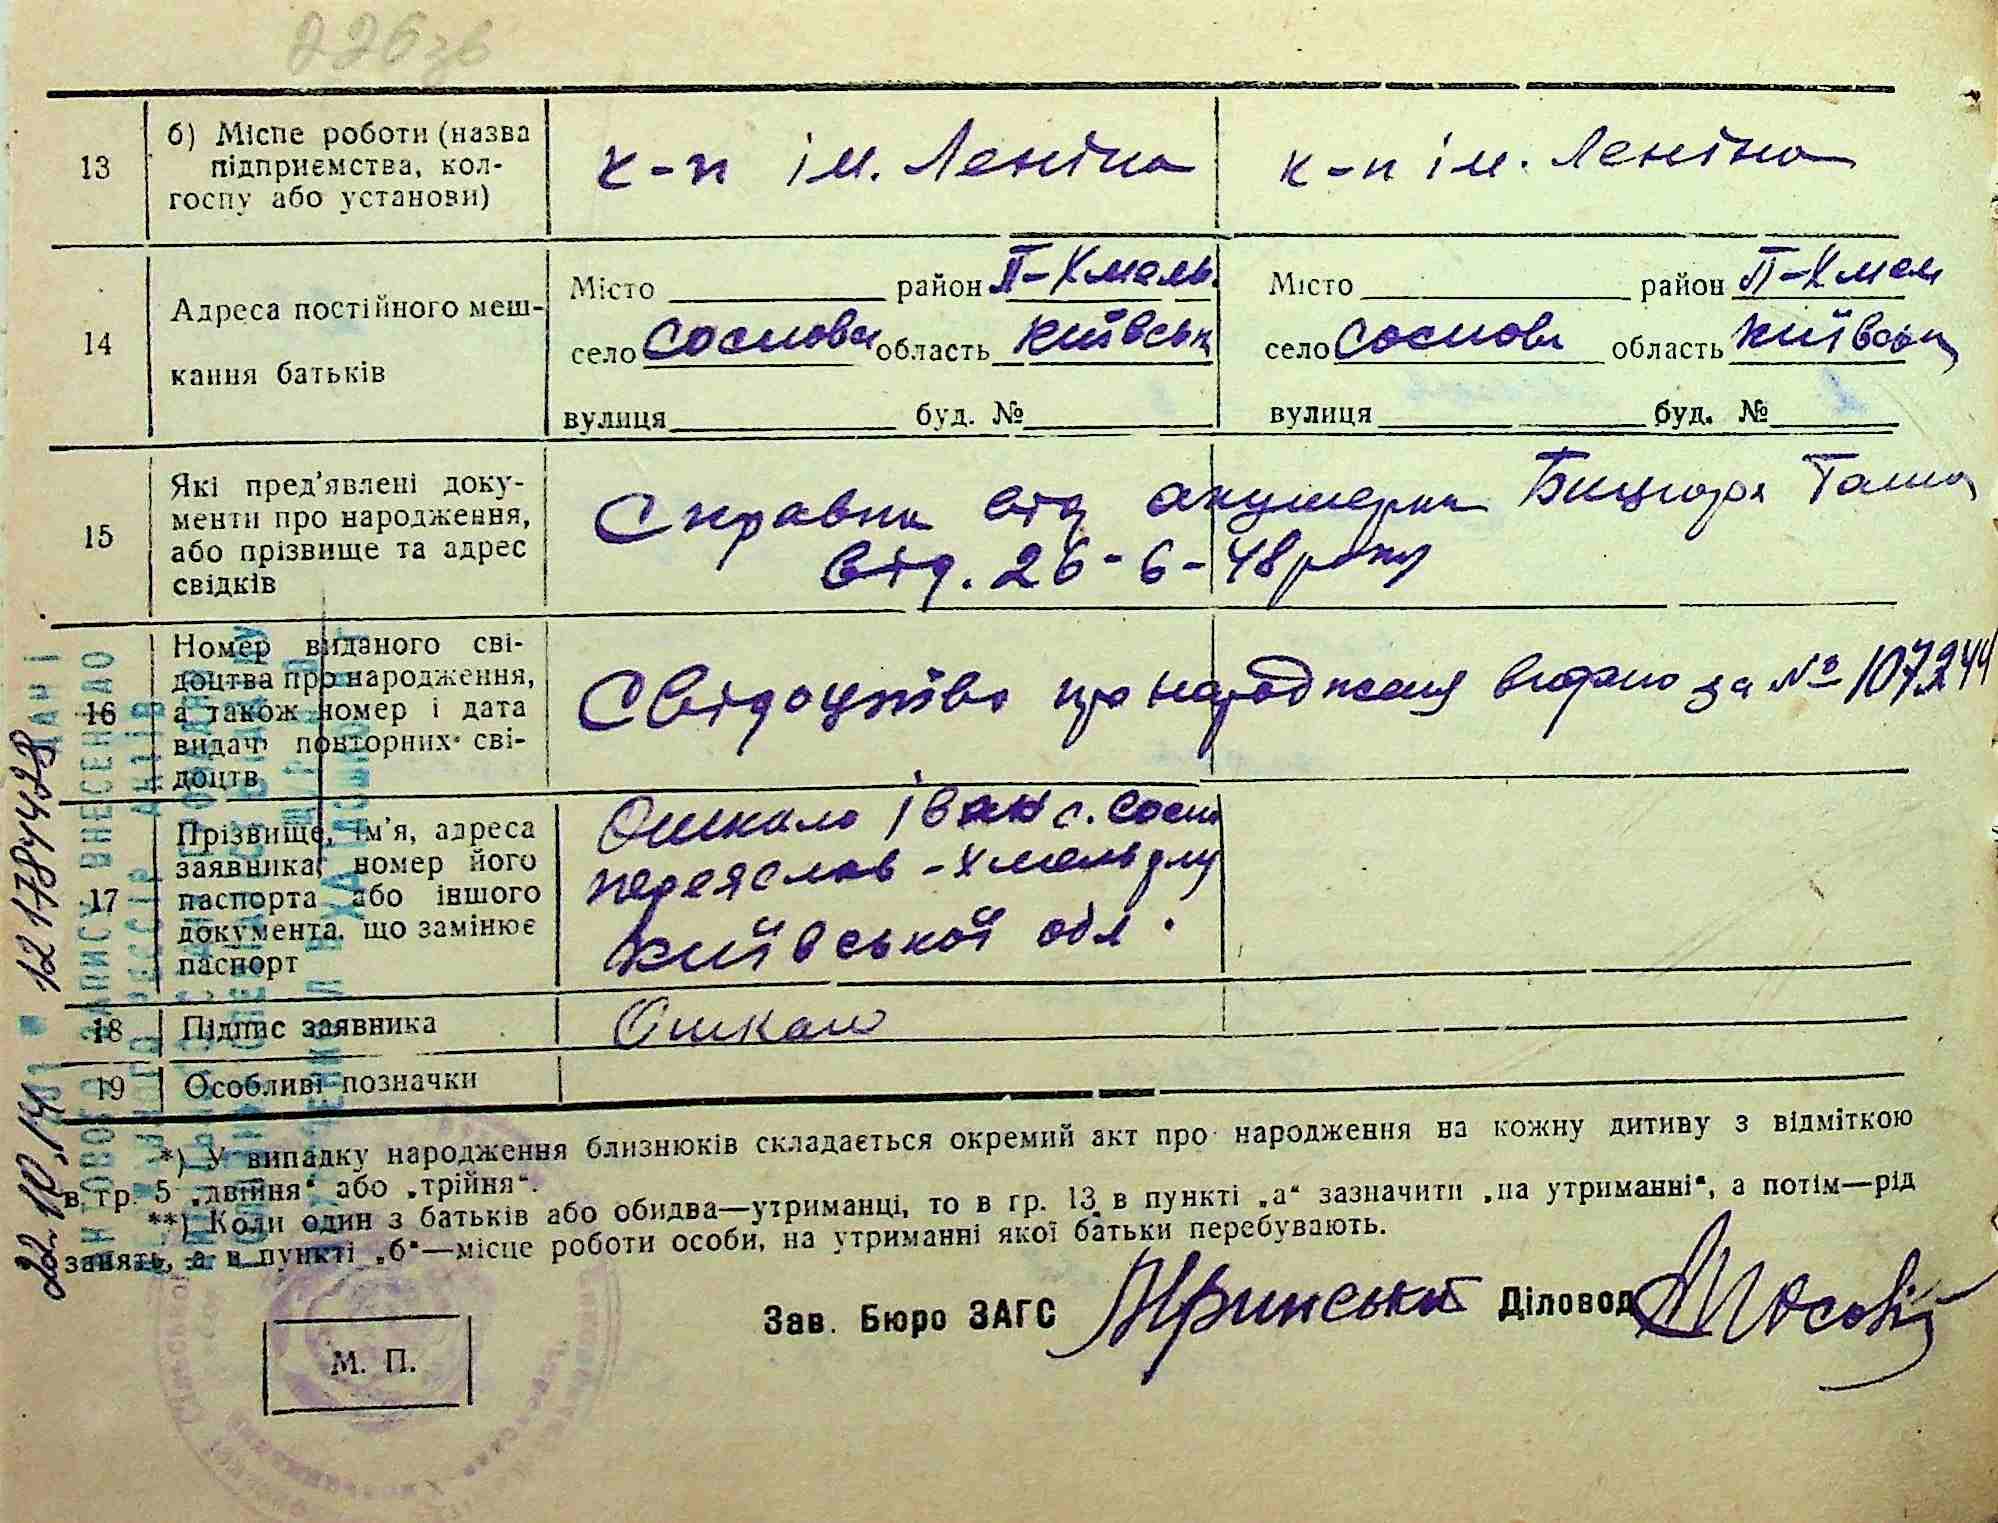 226зв
13
б) Місце роботи (назва
підприємства, кол-
госпу або установи)
к-п ім. Леніна
к-п ім. Леніна
14
Адреса постійного меш-
кання батьків
Місто район П-Хмель.
село Соснова область Київськ
вулиця буд. №
Місто район П-Хмел
село Соснова область Київськ
вулиця буд. №
15
Які пред’явлені доку-
менти про народження,
або прізвище та адрес
свідків
Справка від акушерки Бицюра Галина
від. 26-6-48 року
16
Номер виданого сві-
доцтва про народження,
а також номер і дата
видачі повторних сві-
доцтв
Свідоцтво про народження видано за № 107244
17
Прізвище, ім’я, адреса
заявника, номер його
паспорта або іншого
документа, що замінює
паспорт
Ошкало Іван с. Сосн
Переяслав-Хмельд
Київської обл.
18
Підпис заявника
Ошкало
19
Особливі позначки
*) У випадку народження близнюків складається окремий акт про народження на кожну дитину з відміткою
в гр. 5 „двійня“ або „трійня“.
**) Коли один з батьків або обидва—утриманці, то в гр. 13 в пункті „а“ зазначити „на утриманні“, а потім—рід
занять, а в пункті „б“—місце роботи особи, на утриманні якої батьки перебувають.
Зав. Бюро ЗАГС
Діловод
М. П.